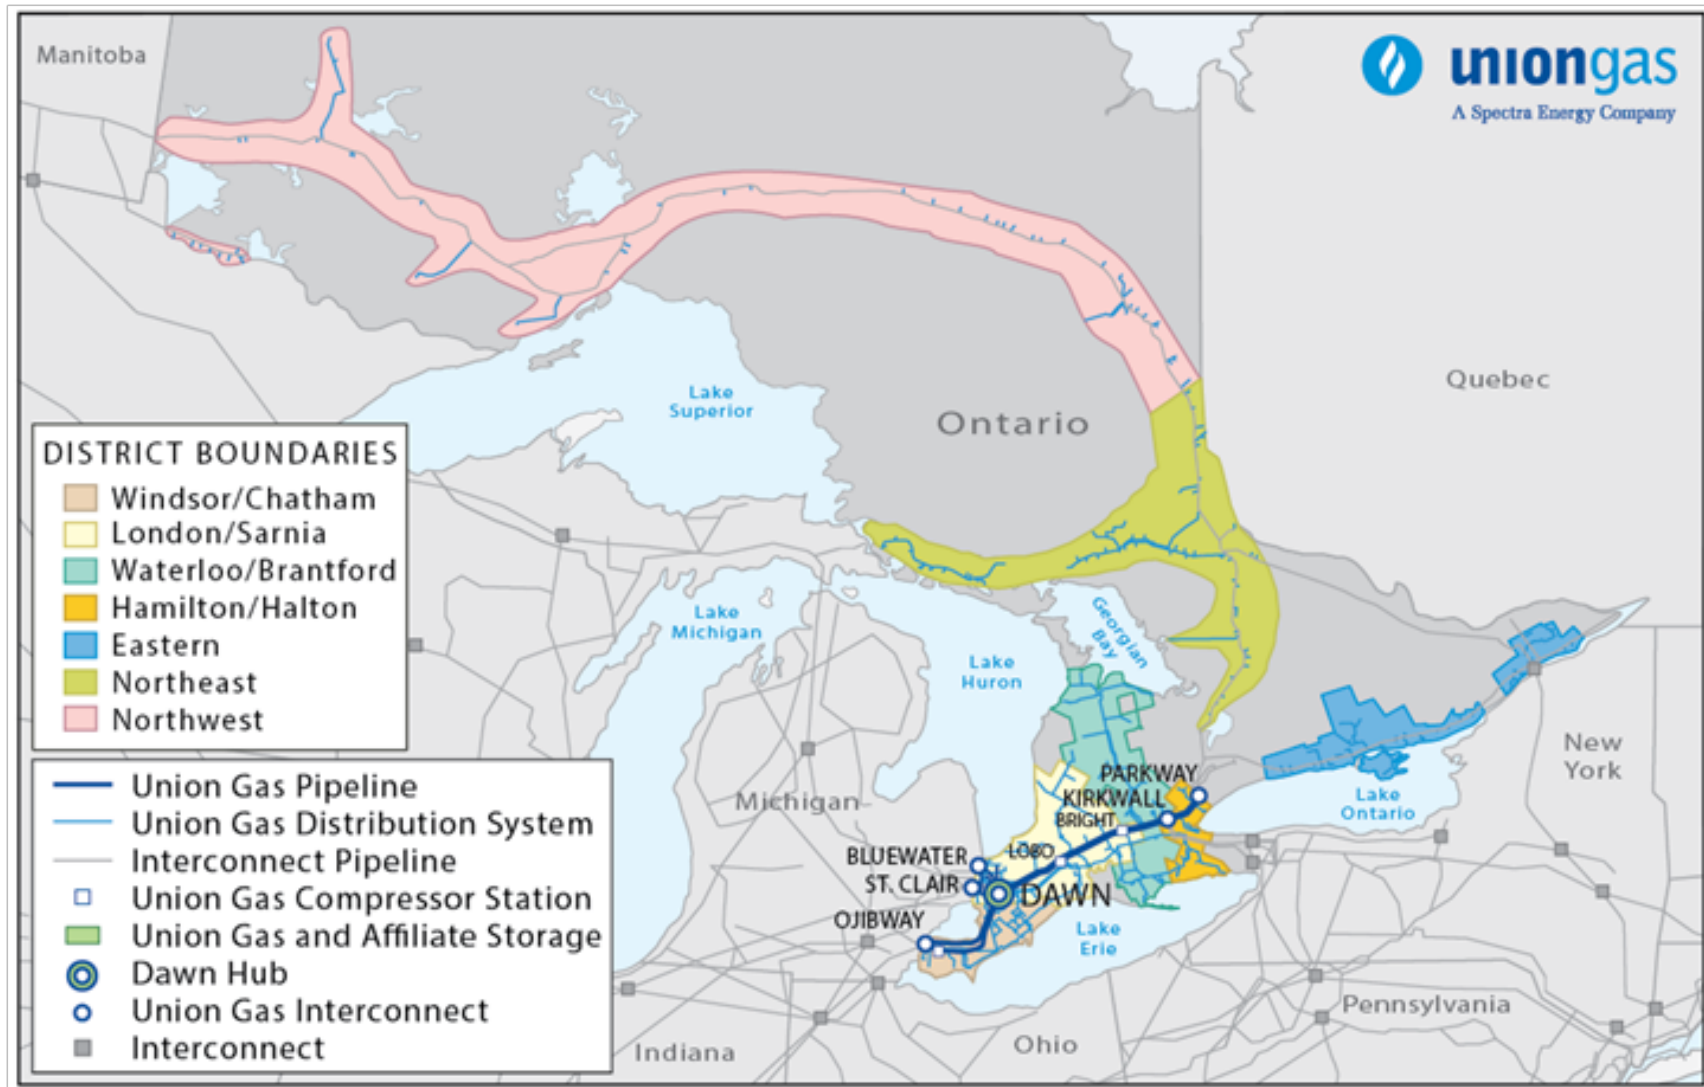 Manitoba
uniongas
A Spectra Energy Company
Quebec
Lake
Superior
Ontario
DISTRICT BOUNDARIES
Windsor/Chatham
London/Sarnia
Waterloo/Brantford
Hamilton/Halton
Eastern
Northeast
Northwest
Lake
Michigan
Georgian
Bay
Lake
Huron
New
York
PARKWAY
KIRKWALL
BRIGHT
Lake
Ontario
Michigan
BLUEWATER
LOBO
ST. CLAIR
DAWN
OJIBWAY
Lake
Erie
Union Gas Pipeline
Union Gas Distribution System
Interconnect Pipeline
Union Gas Compressor Station
Union Gas and Affiliate Storage
Dawn Hub
Union Gas Interconnect
Interconnect
Pennsylvania
Indiana
Ohio